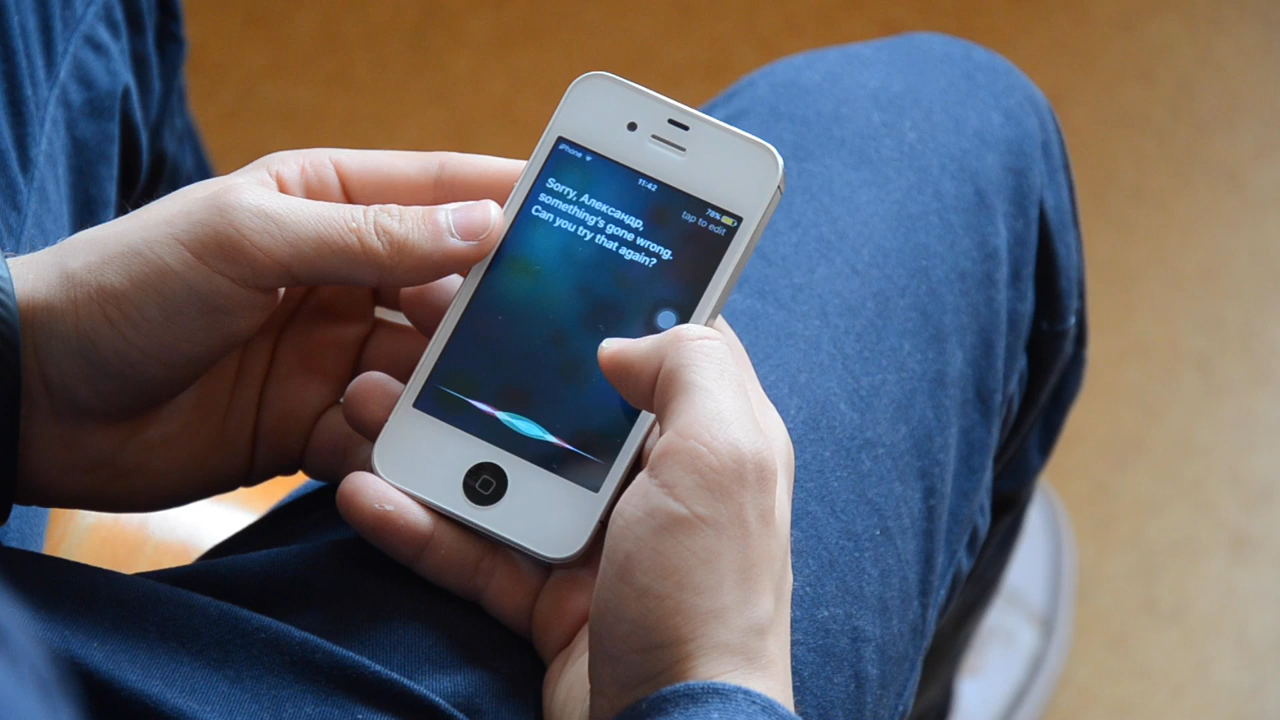 iPhone
11:42
78%
tap to edit
Sorry, Александр,
something's gone wrong.
Can you try that again?